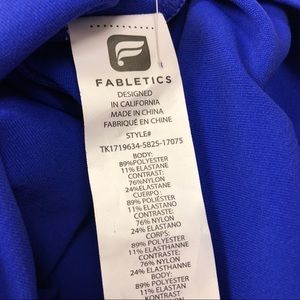 FABLETICS
DESIGNED
IN CALIFORNIA
MADE IN CHINA
FABRIQUÉ EN CHINE
STYLE#
TK1719634-5825-17075
BODY:
89%POLYESTER
11% ELASTANE
CONTRAST:
76%NYLON
24%ELASTANE
CUERPO :
89% POLIÉSTER
11% ELASTANO
CONTRASTE:
76% NYLON
24% ELASTANO
CORPS:
89% POLYESTER
11% ELASTHANNE
CONTRASTE:
76% NYLON
24% ELASTHANNE
BODY:
89% POLYESTER
11% ELASTAN